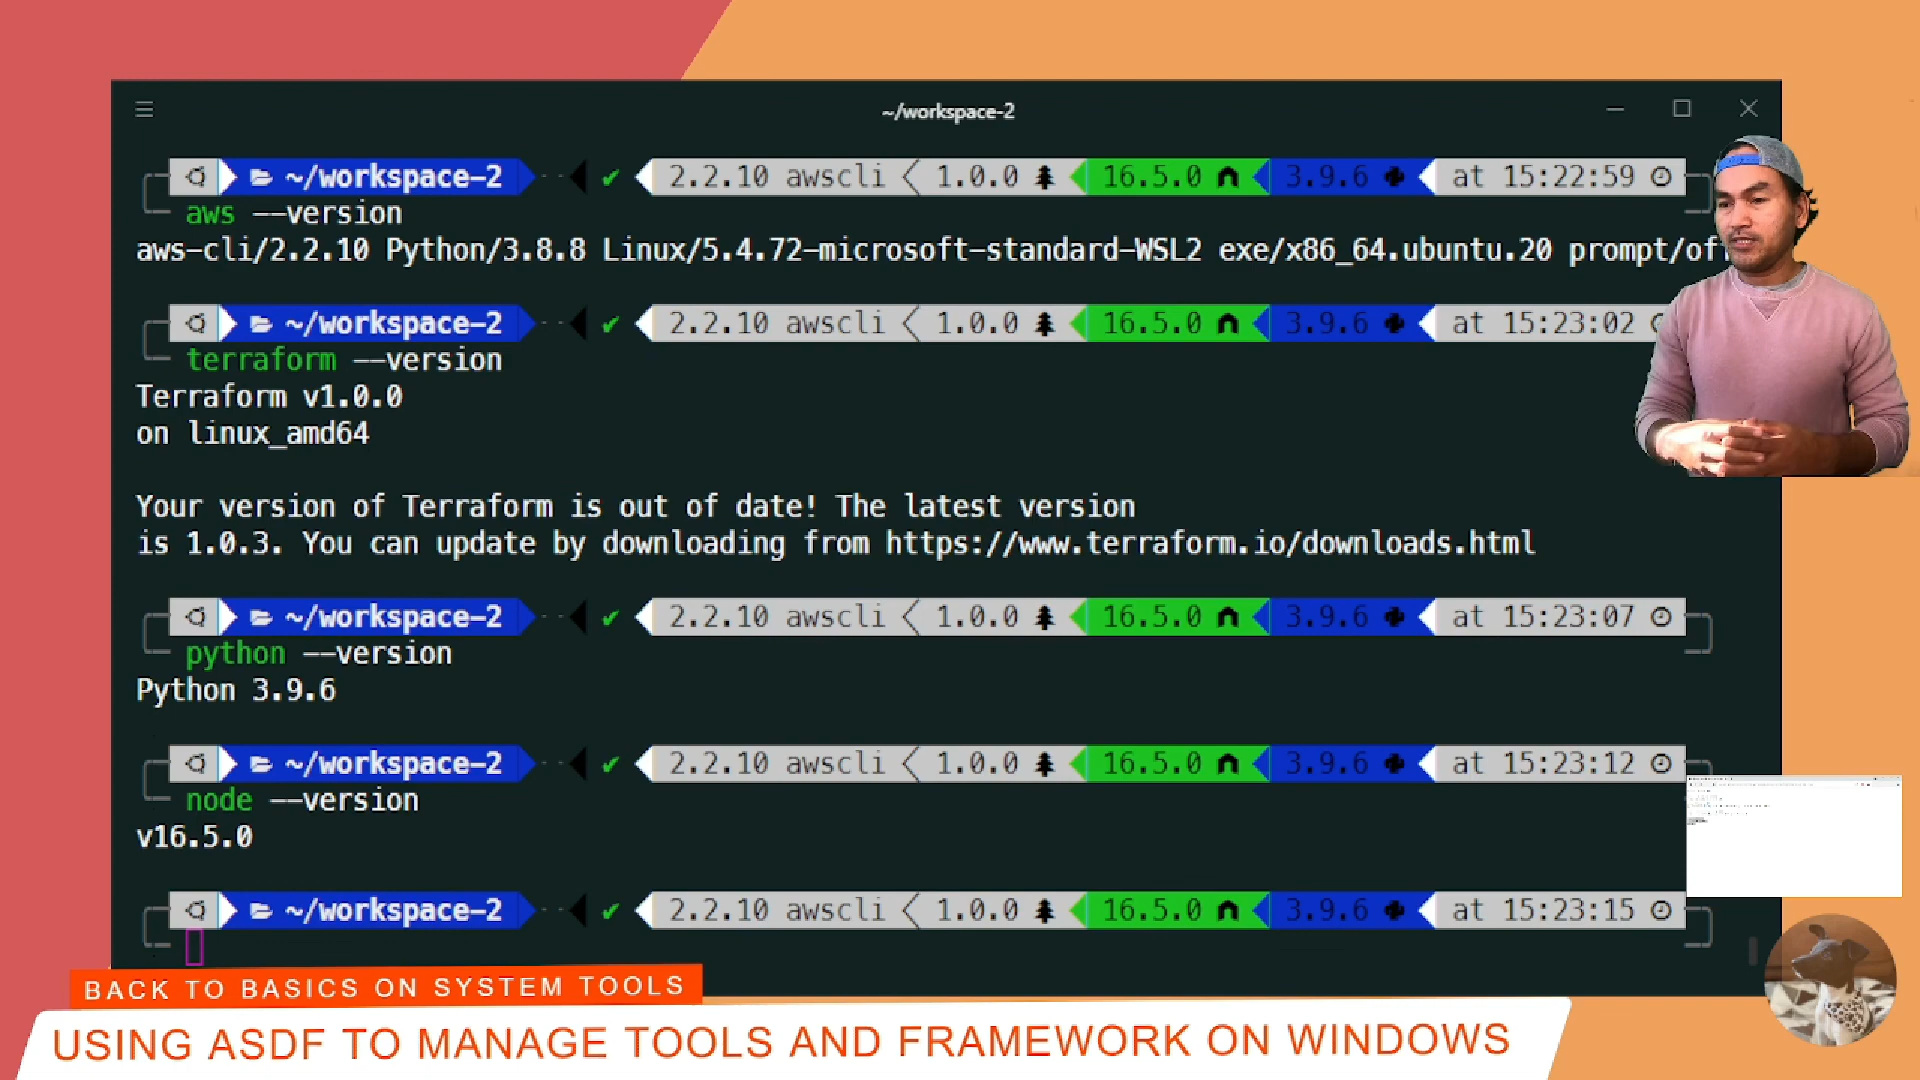 ~/workspace-2
~/workspace-2 2.2.10 awscli 1.0.0 16.5.0 3.9.6 at 15:22:59
aws --version
aws-cli/2.2.10 Python/3.8.8 Linux/5.4.72-microsoft-standard-WSL2 exe/x86_64.ubuntu.20 prompt/of
~/workspace-2 2.2.10 awscli 1.0.0 16.5.0 3.9.6 at 15:23:02
terraform --version
Terraform v1.0.0
on linux_amd64
Your version of Terraform is out of date! The latest version
is 1.0.3. You can update by downloading from https://www.terraform.io/downloads.html
~/workspace-2 2.2.10 awscli 1.0.0 16.5.0 3.9.6 at 15:23:07
python --version
Python 3.9.6
~/workspace-2 2.2.10 awscli 1.0.0 16.5.0 3.9.6 at 15:23:12
node --version
v16.5.0
~/workspace-2 2.2.10 awscli 1.0.0 16.5.0 3.9.6 at 15:23:15
BACK TO BASICS ON SYSTEM TOOLS
USING ASDF TO MANAGE TOOLS AND FRAMEWORK ON WINDOWS